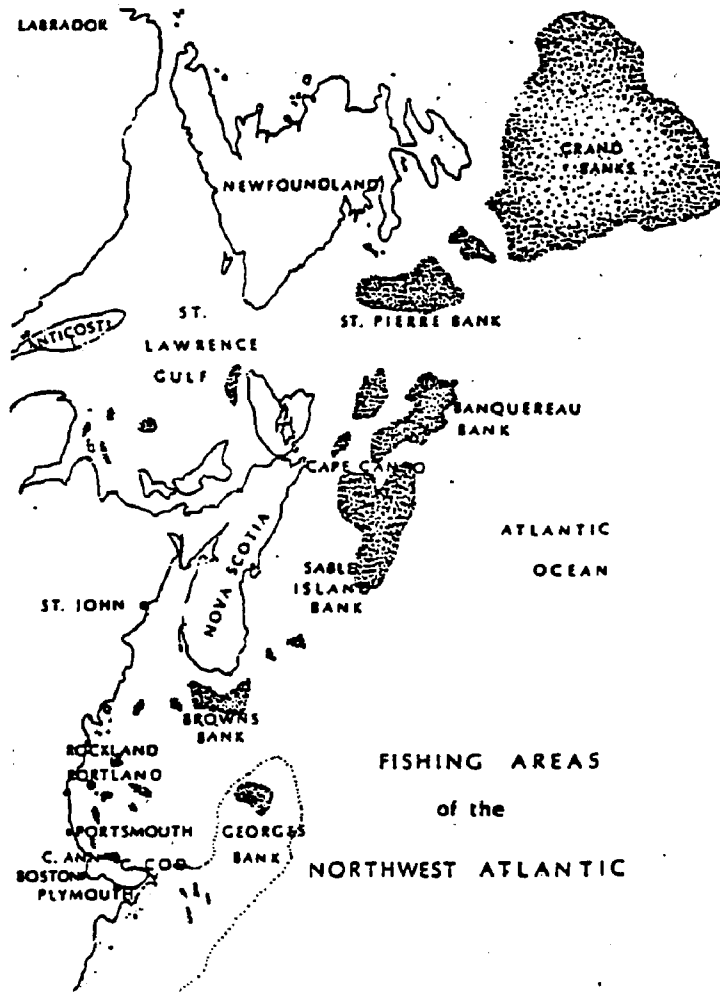 LABRADOR
GRAND
BANKS
NEWFOUNDLAND
ST.
LAWRENCE
GULF
ANTICOSTI
ST. PIERRE BANK
BANQUEREAU
BANK
CAPE CANSO
ATLANTIC
OCEAN
NOVA SCOTIA
SABLE
ISLAND
BANK
ST. JOHN
BROWNS
BANK
ROCKLAND
PORTLAND
FISHING AREAS
of the
NORTHWEST ATLANTIC
PORTSMOUTH
GEORGES
BANK
C. ANN
C. COD
BOSTON
PLYMOUTH